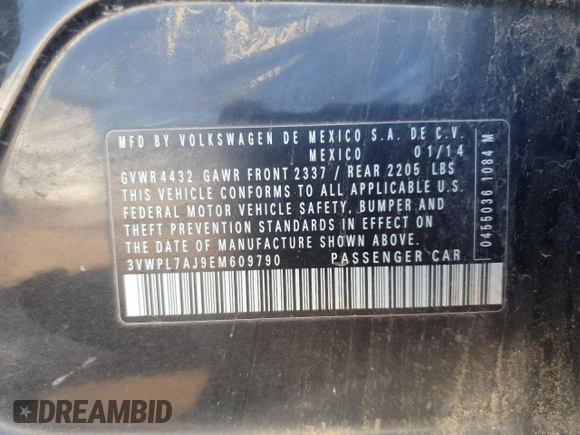 MFD BY VOLKSWAGEN DE MEXICO S.A. DE C.V.
MEXICO 01/14
GVWR 4432 GAWR FRONT 2337 / REAR 2205 LBS
THIS VEHICLE CONFORMS TO ALL APPLICABLE U.S.
FEDERAL MOTOR VEHICLE SAFETY, BUMPER AND
THEFT PREVENTION STANDARDS IN EFFECT ON
THE DATE OF MANUFACTURE SHOWN ABOVE.
3VWPL7AJ9EM609790 PASSENGER CAR
0455036 1084 M
DREAMBID